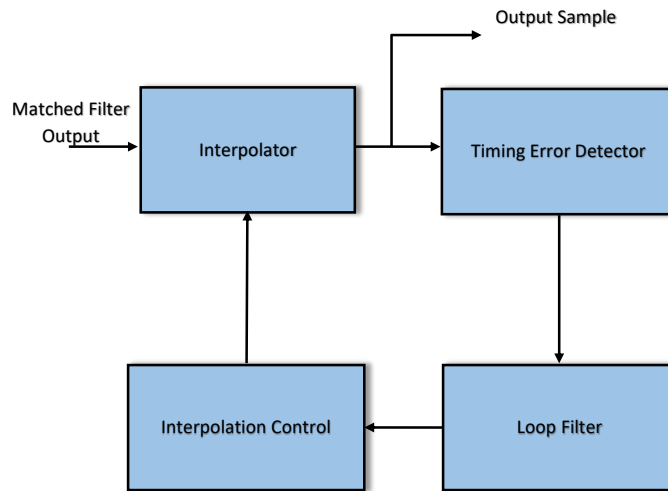 Output Sample
Matched Filter
Output
Interpolator
Timing Error Detector
Interpolation Control
Loop Filter